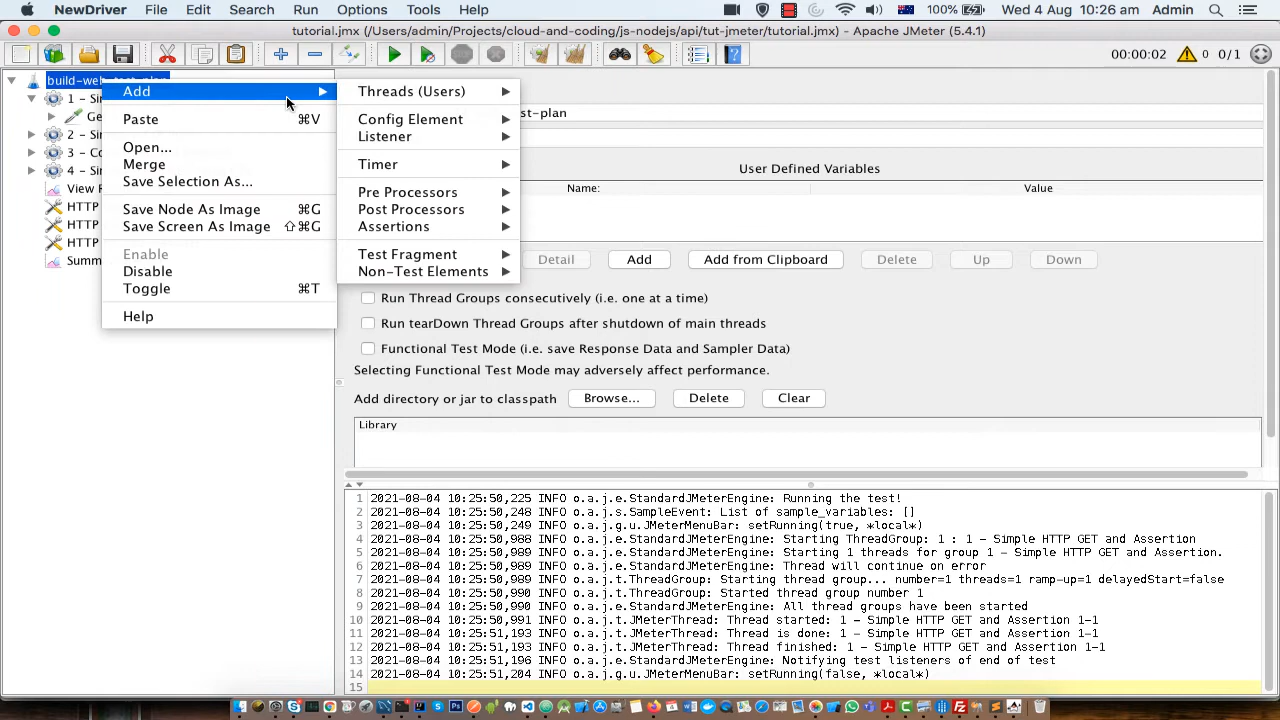 NewDriver File Edit Search Run Options Tools Help 100% Wed 4 Aug 10:26 am Admin
tutorial.jmx (/Users/admin/Projects/cloud-and-coding/js-nodejs/api/tut-jmeter/tutorial.jmx) - Apache JMeter (5.4.1)
00:00:02 0 0/1
build-web-test-plan
Add
Threads (Users)
1 - Sir
st-plan
Ge
Paste ⌘V
Config Element
2 - Sir
Listener
Open...
3 - Co
Merge
Timer
User Defined Variables
4 - Sir
Save Selection As...
View R
Pre Processors
Name: Value
HTTP
Save Node As Image ⌘G
Post Processors
HTTP
Save Screen As Image ⇧⌘G
Assertions
HTTP
Enable
Test Fragment
Summ
Disable
Non-Test Elements
Detail Add Add from Clipboard Delete Up Down
Toggle ⌘T
Help
Run Thread Groups consecutively (i.e. one at a time)
Run tearDown Thread Groups after shutdown of main threads
Functional Test Mode (i.e. save Response Data and Sampler Data)
Selecting Functional Test Mode may adversely affect performance.
Add directory or jar to classpath Browse... Delete Clear
Library
1 2021-08-04 10:25:50,225 INFO o.a.j.e.StandardJMeterEngine: Running the test!
2 2021-08-04 10:25:50,248 INFO o.a.j.s.SampleEvent: List of sample_variables: []
3 2021-08-04 10:25:50,249 INFO o.a.j.g.u.JMeterMenuBar: setRunning(true, *local*)
4 2021-08-04 10:25:50,988 INFO o.a.j.e.StandardJMeterEngine: Starting ThreadGroup: 1 : 1 - Simple HTTP GET and Assertion
5 2021-08-04 10:25:50,989 INFO o.a.j.e.StandardJMeterEngine: Starting 1 threads for group 1 - Simple HTTP GET and Assertion.
6 2021-08-04 10:25:50,989 INFO o.a.j.e.StandardJMeterEngine: Thread will continue on error
7 2021-08-04 10:25:50,989 INFO o.a.j.t.ThreadGroup: Starting thread group... number=1 threads=1 ramp-up=1 delayedStart=false
8 2021-08-04 10:25:50,990 INFO o.a.j.t.ThreadGroup: Started thread group number 1
9 2021-08-04 10:25:50,990 INFO o.a.j.e.StandardJMeterEngine: All thread groups have been started
10 2021-08-04 10:25:50,991 INFO o.a.j.t.JMeterThread: Thread started: 1 - Simple HTTP GET and Assertion 1-1
11 2021-08-04 10:25:51,193 INFO o.a.j.t.JMeterThread: Thread is done: 1 - Simple HTTP GET and Assertion 1-1
12 2021-08-04 10:25:51,193 INFO o.a.j.t.JMeterThread: Thread finished: 1 - Simple HTTP GET and Assertion 1-1
13 2021-08-04 10:25:51,196 INFO o.a.j.e.StandardJMeterEngine: Notifying test listeners of end of test
14 2021-08-04 10:25:51,204 INFO o.a.j.g.u.JMeterMenuBar: setRunning(false, *local*)
15